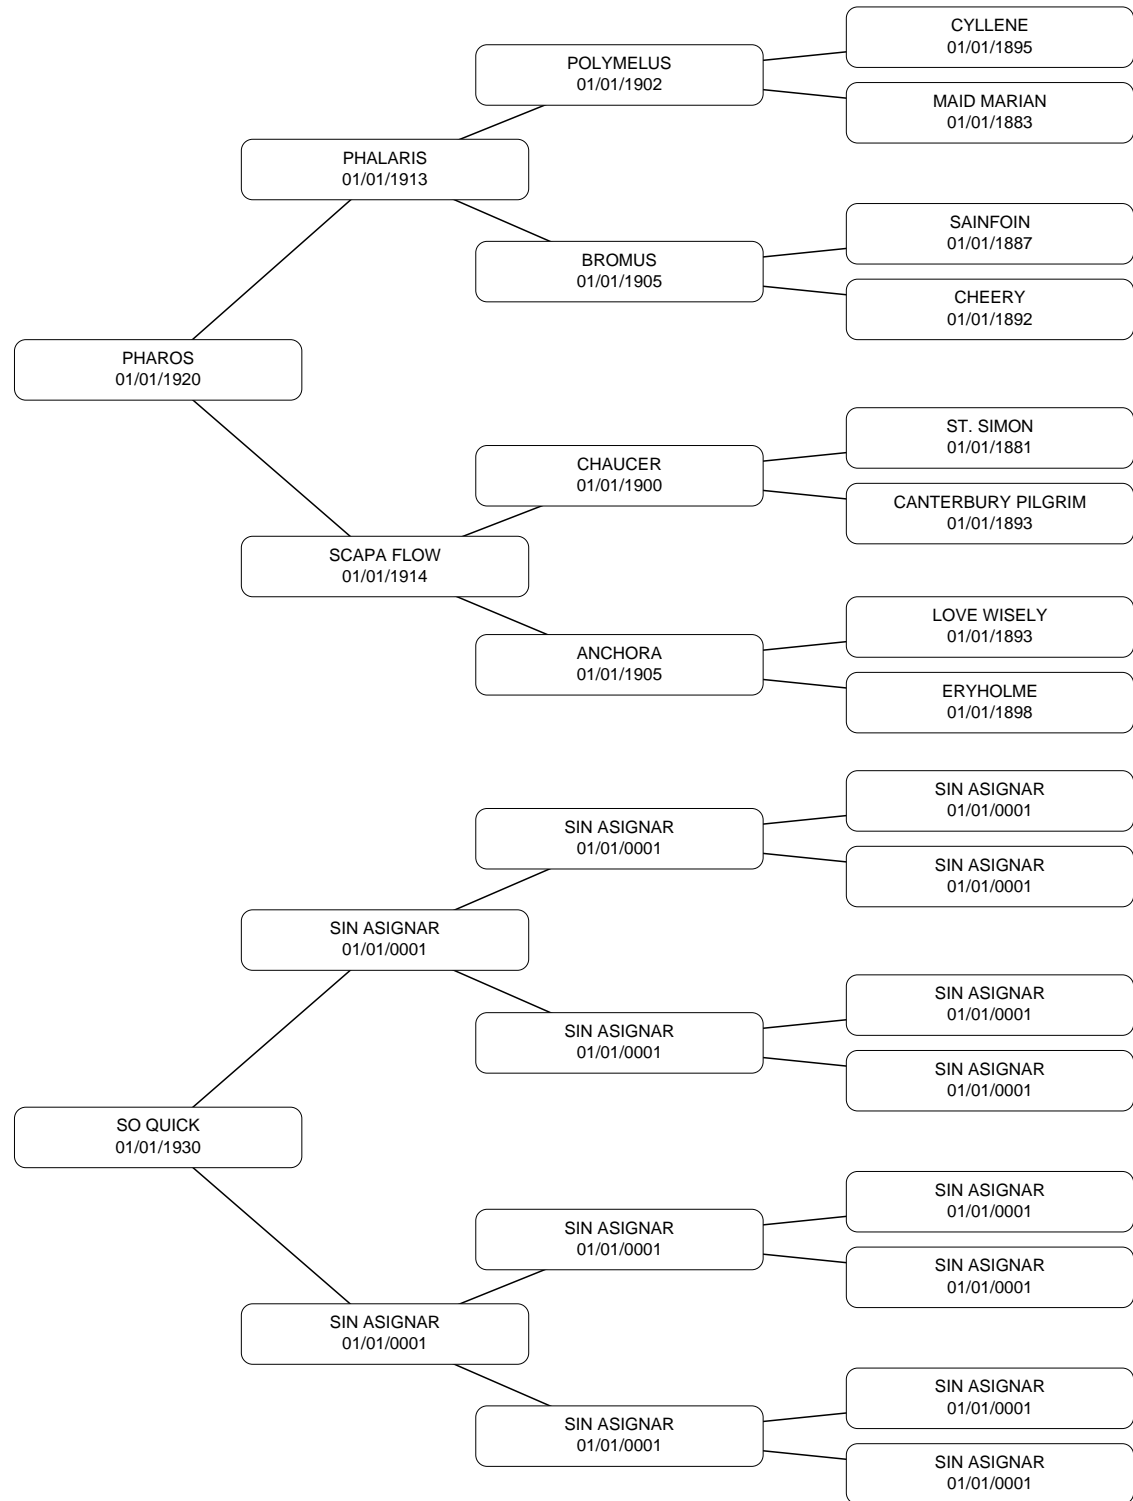 CYLLENE
01/01/1895
POLYMELUS
01/01/1902
MAID MARIAN
01/01/1883
PHALARIS
01/01/1913
SAINFOIN
01/01/1887
BROMUS
01/01/1905
CHEERY
01/01/1892
PHAROS
01/01/1920
ST. SIMON
01/01/1881
CHAUCER
01/01/1900
CANTERBURY PILGRIM
01/01/1893
SCAPA FLOW
01/01/1914
LOVE WISELY
01/01/1893
ANCHORA
01/01/1905
ERYHOLME
01/01/1898
SIN ASIGNAR
01/01/0001
SIN ASIGNAR
01/01/0001
SIN ASIGNAR
01/01/0001
SIN ASIGNAR
01/01/0001
SIN ASIGNAR
01/01/0001
SIN ASIGNAR
01/01/0001
SIN ASIGNAR
01/01/0001
SO QUICK
01/01/1930
SIN ASIGNAR
01/01/0001
SIN ASIGNAR
01/01/0001
SIN ASIGNAR
01/01/0001
SIN ASIGNAR
01/01/0001
SIN ASIGNAR
01/01/0001
SIN ASIGNAR
01/01/0001
SIN ASIGNAR
01/01/0001